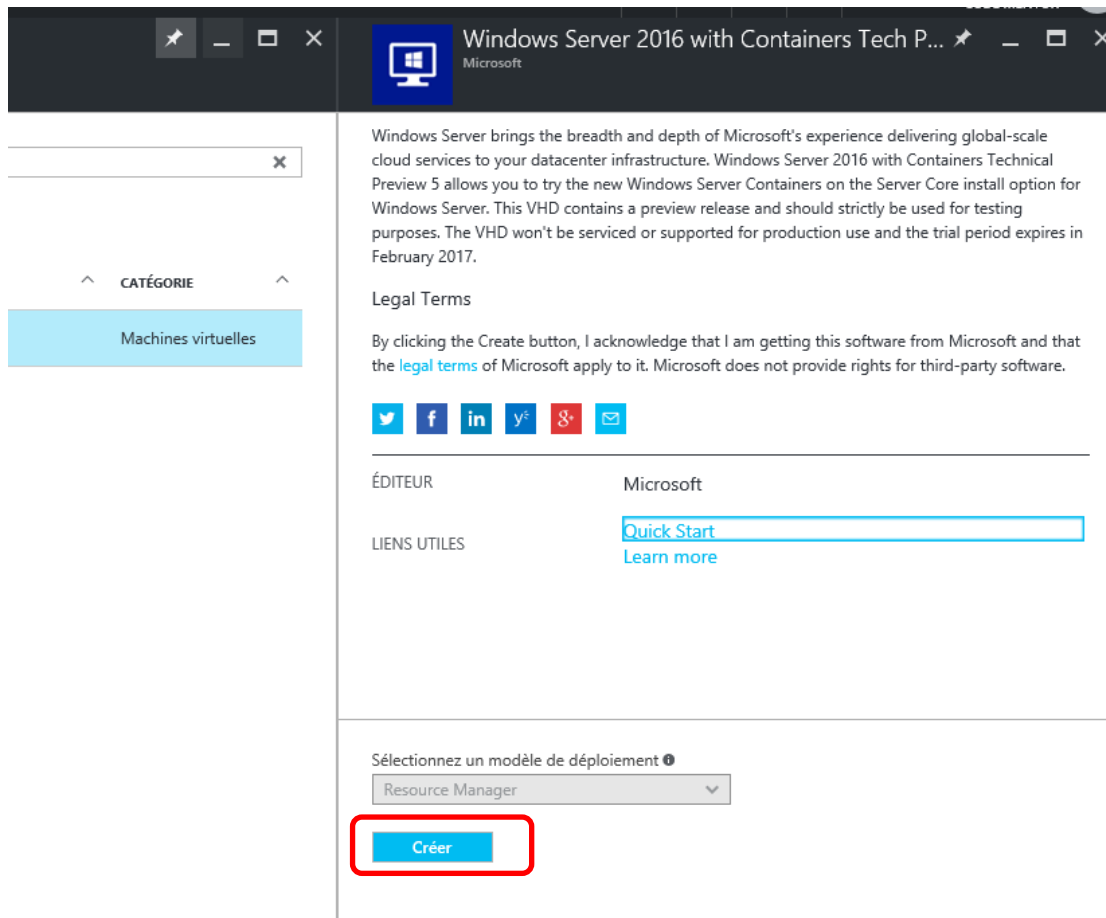 Windows Server 2016 with Containers Tech P...
Microsoft
CATÉGORIE
Machines virtuelles
Windows Server brings the breadth and depth of Microsoft's experience delivering global-scale
cloud services to your datacenter infrastructure. Windows Server 2016 with Containers Technical
Preview 5 allows you to try the new Windows Server Containers on the Server Core install option for
Windows Server. This VHD contains a preview release and should strictly be used for testing
purposes. The VHD won't be serviced or supported for production use and the trial period expires in
February 2017.
Legal Terms
By clicking the Create button, I acknowledge that I am getting this software from Microsoft and that
the legal terms of Microsoft apply to it. Microsoft does not provide rights for third-party software.
ÉDITEUR
Microsoft
LIENS UTILES
Quick Start
Learn more
Sélectionnez un modèle de déploiement
Resource Manager
Créer